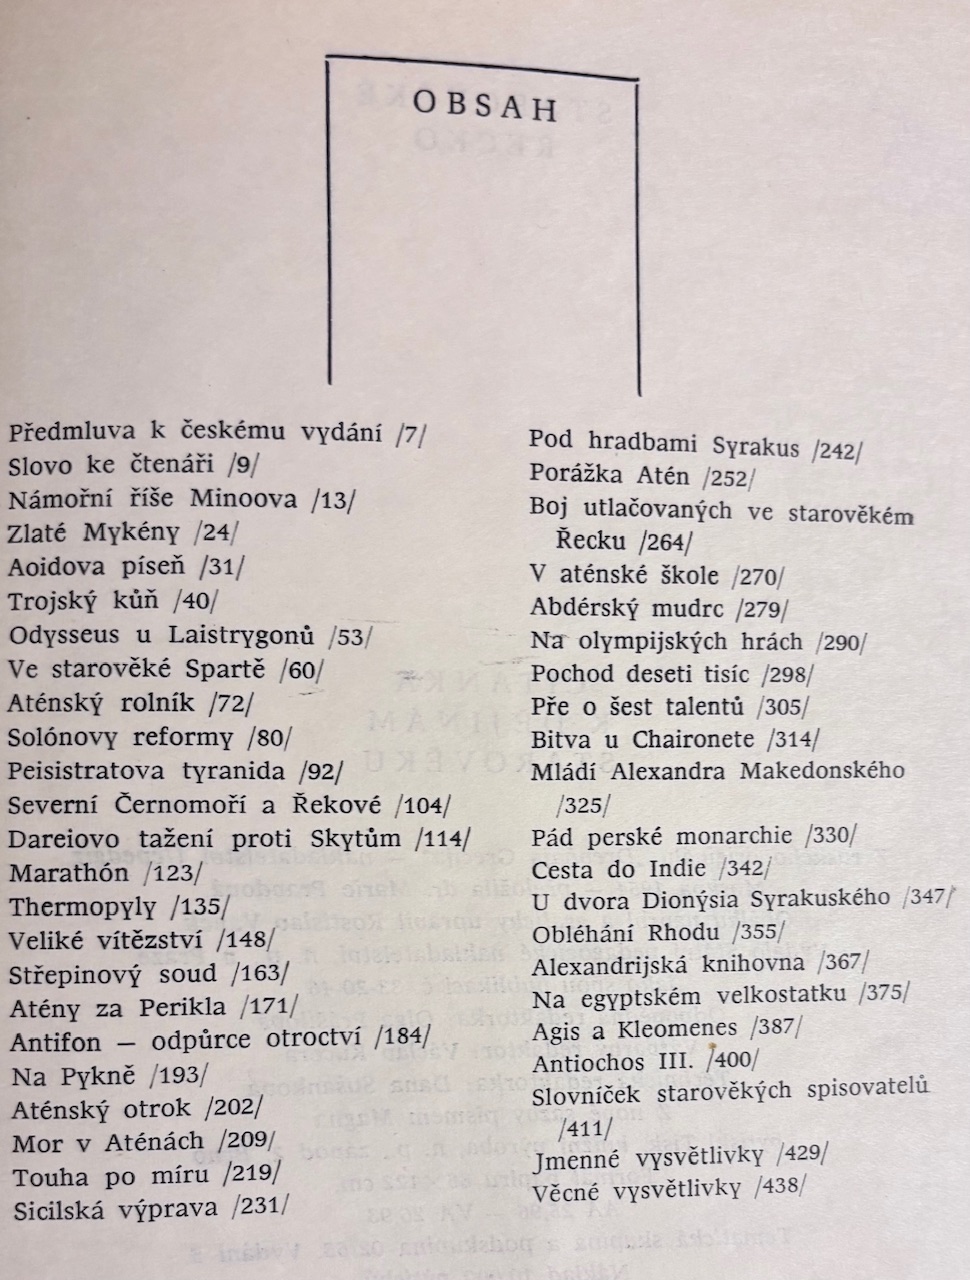 OBSAH
Předmluva k českému vydání /7/
Slovo ke čtenáři /9/
Námořní říše Minoova /13/
Zlaté Mykény /24/
Aoidova píseň /31/
Trojský kůň /40/
Odysseus u Laistrygonů /53/
Ve starověké Spartě /60/
Aténský rolník /72/
Solónovy reformy /80/
Peisistratova tyranida /92/
Severní Černomoří a Řekové /104/
Dareiovo tažení proti Skytům /114/
Marathón /123/
Thermopyly /135/
Veliké vítězství /148/
Střepinový soud /163/
Atény za Perikla /171/
Antifon — odpůrce otroctví /184/
Na Pykně /193/
Aténský otrok /202/
Mor v Aténách /209/
Touha po míru /219/
Sicilská výprava /231/
Pod hradbami Syrakus /242/
Porážka Atén /252/
Boj utlačovaných ve starověkém
Řecku /264/
V aténské škole /270/
Abdérský mudrc /279/
Na olympijských hrách /290/
Pochod deseti tisíc /298/
Pře o šest talentů /305/
Bitva u Chaironete /314/
Mládí Alexandra Makedonského
/325/
Pád perské monarchie /330/
Cesta do Indie /342/
U dvora Dionýsia Syrakuského /347/
Obléhání Rhodu /355/
Alexandrijská knihovna /367/
Na egyptském velkostatku /375/
Agis a Kleomenes /387/
Antiochos III. /400/
Slovníček starověkých spisovatelů
/411/
Jmenné vysvětlivky /429/
Věcné vysvětlivky /438/